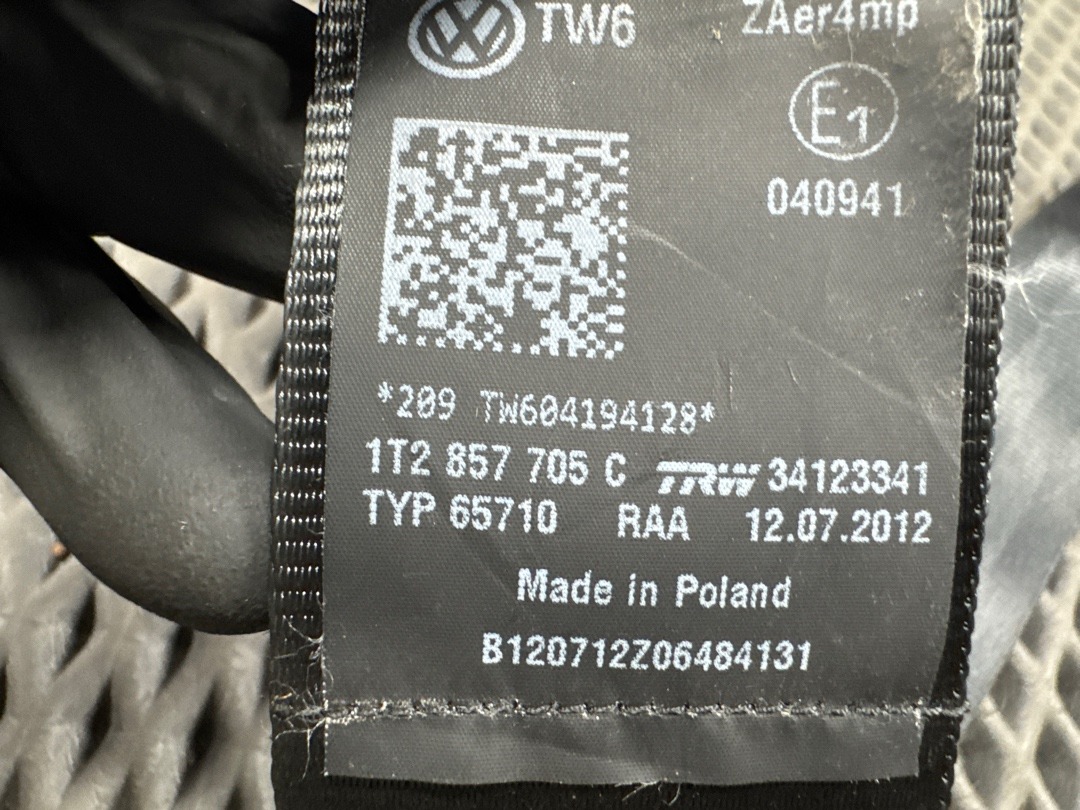 TW6 ZAer4mp
E1
040941
*209 TW604194128*
1T2 857 705 C TRW 34123341
TYP 65710 RAA 12.07.2012
Made in Poland
B120712Z06484131